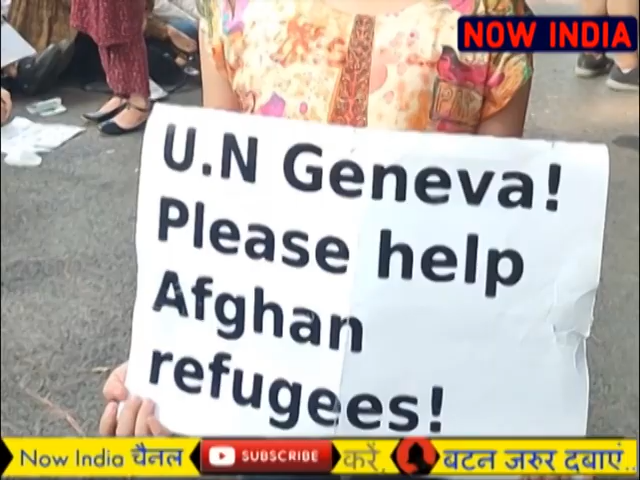 NOW INDIA
U.N Geneva!
Please help
Afghan
refugees!
Now India चैनल SUBSCRIBE करें, बटन जरुर दबाएं..